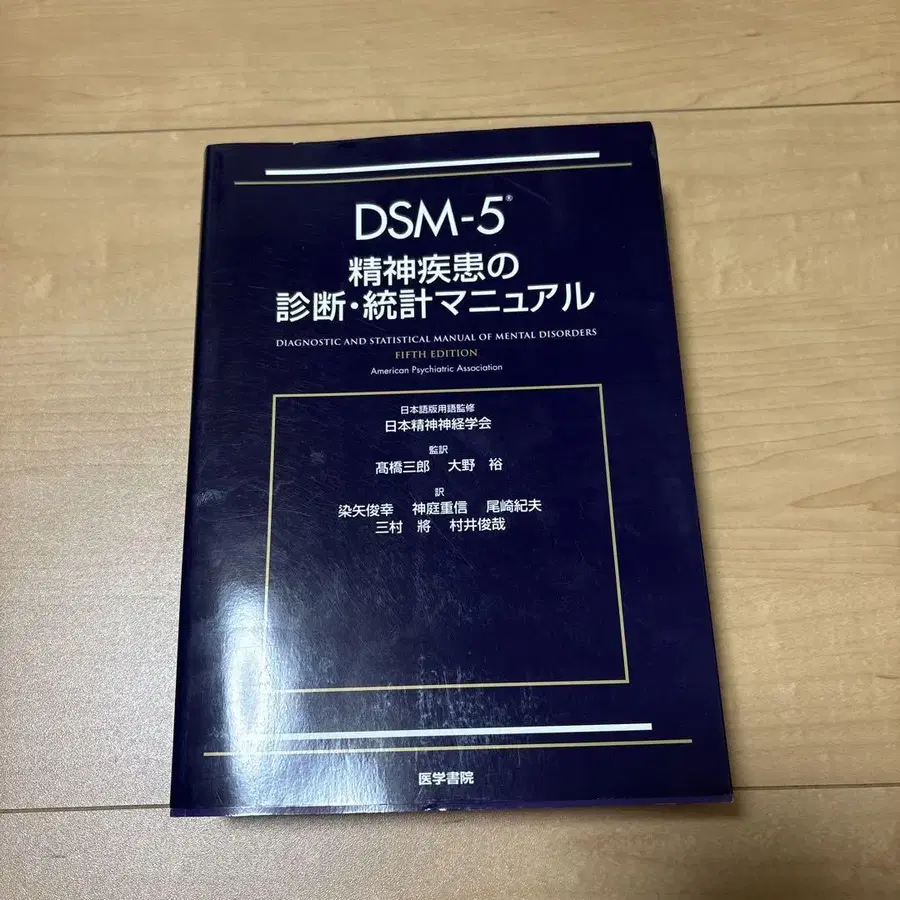 DSM-5®
精神疾患の
診断・統計マニュアル
DIAGNOSTIC AND STATISTICAL MANUAL OF MENTAL DISORDERS
FIFTH EDITION
American Psychiatric Association
日本語版用語監修
日本精神神経学会
監訳
髙橋三郎 大野 裕
訳
染矢俊幸 神庭重信 尾崎紀夫
三村 將 村井俊哉
医学書院